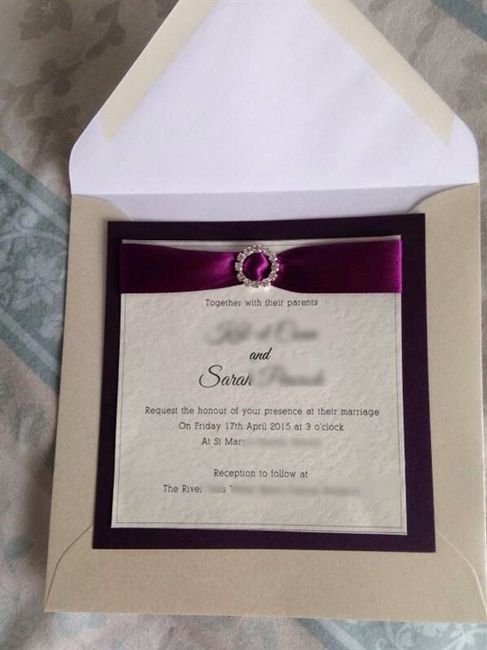 Together with their parents
and
Sarah
Request the honour of your presence at their marriage
On Friday 17th April 2015 at 3 o'clock
At St Mary
Reception to follow at
The River